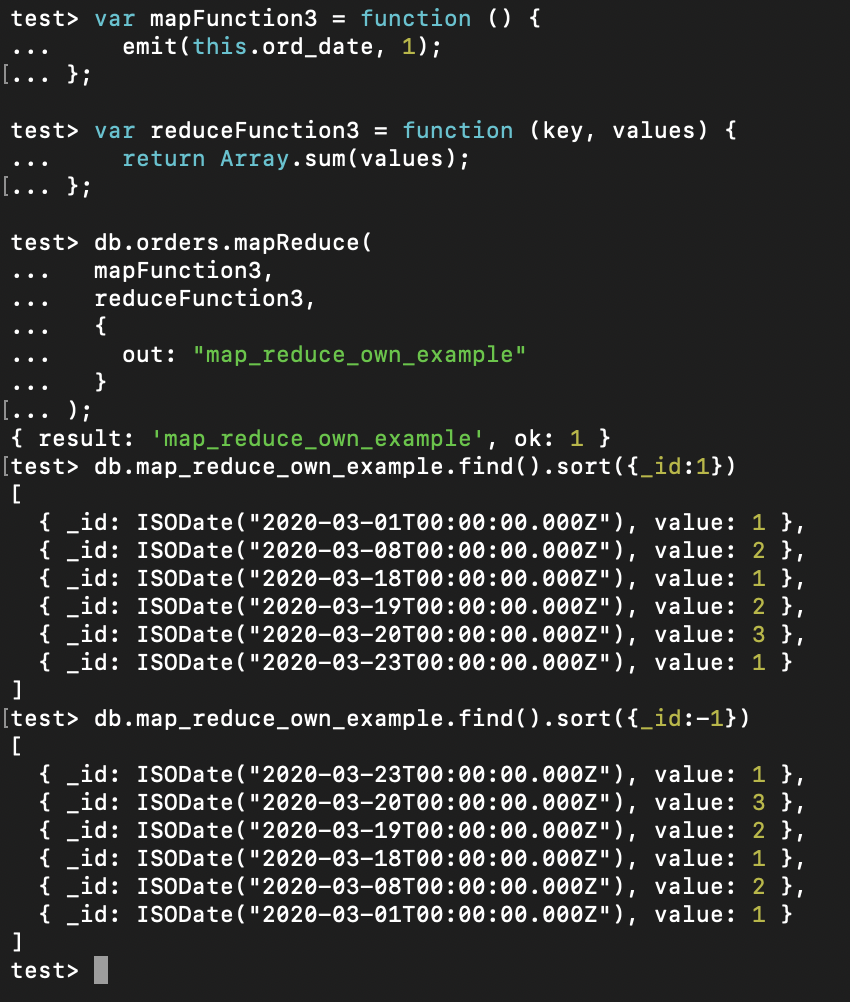 test> var mapFunction3 = function () {
...     emit(this.ord_date, 1);
[... };
test> var reduceFunction3 = function (key, values) {
...     return Array.sum(values);
[... };
test> db.orders.mapReduce(
...   mapFunction3,
...   reduceFunction3,
...   {
...     out: "map_reduce_own_example"
...   }
[... );
{ result: 'map_reduce_own_example', ok: 1 }
[test> db.map_reduce_own_example.find().sort({_id:1})
[
  { _id: ISODate("2020-03-01T00:00:00.000Z"), value: 1 },
  { _id: ISODate("2020-03-08T00:00:00.000Z"), value: 2 },
  { _id: ISODate("2020-03-18T00:00:00.000Z"), value: 1 },
  { _id: ISODate("2020-03-19T00:00:00.000Z"), value: 2 },
  { _id: ISODate("2020-03-20T00:00:00.000Z"), value: 3 },
  { _id: ISODate("2020-03-23T00:00:00.000Z"), value: 1 }
]
[test> db.map_reduce_own_example.find().sort({_id:-1})
[
  { _id: ISODate("2020-03-23T00:00:00.000Z"), value: 1 },
  { _id: ISODate("2020-03-20T00:00:00.000Z"), value: 3 },
  { _id: ISODate("2020-03-19T00:00:00.000Z"), value: 2 },
  { _id: ISODate("2020-03-18T00:00:00.000Z"), value: 1 },
  { _id: ISODate("2020-03-08T00:00:00.000Z"), value: 2 },
  { _id: ISODate("2020-03-01T00:00:00.000Z"), value: 1 }
]
test>